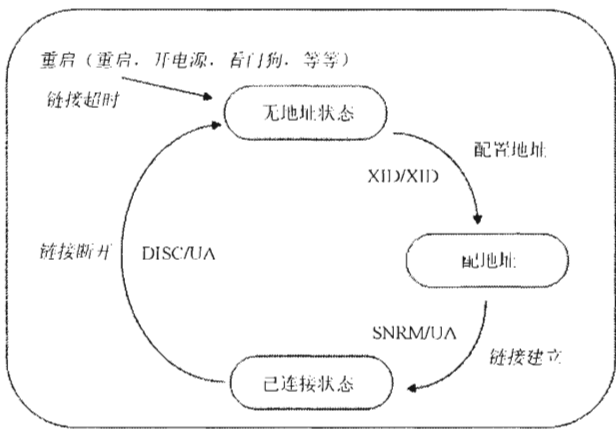 重启（重启，开电源，看门狗，等等）
链接超时
无地址状态
配置地址
XID/XID
链接断开
DISC/UA
配地址
SNRM/UA
链接建立
已连接状态